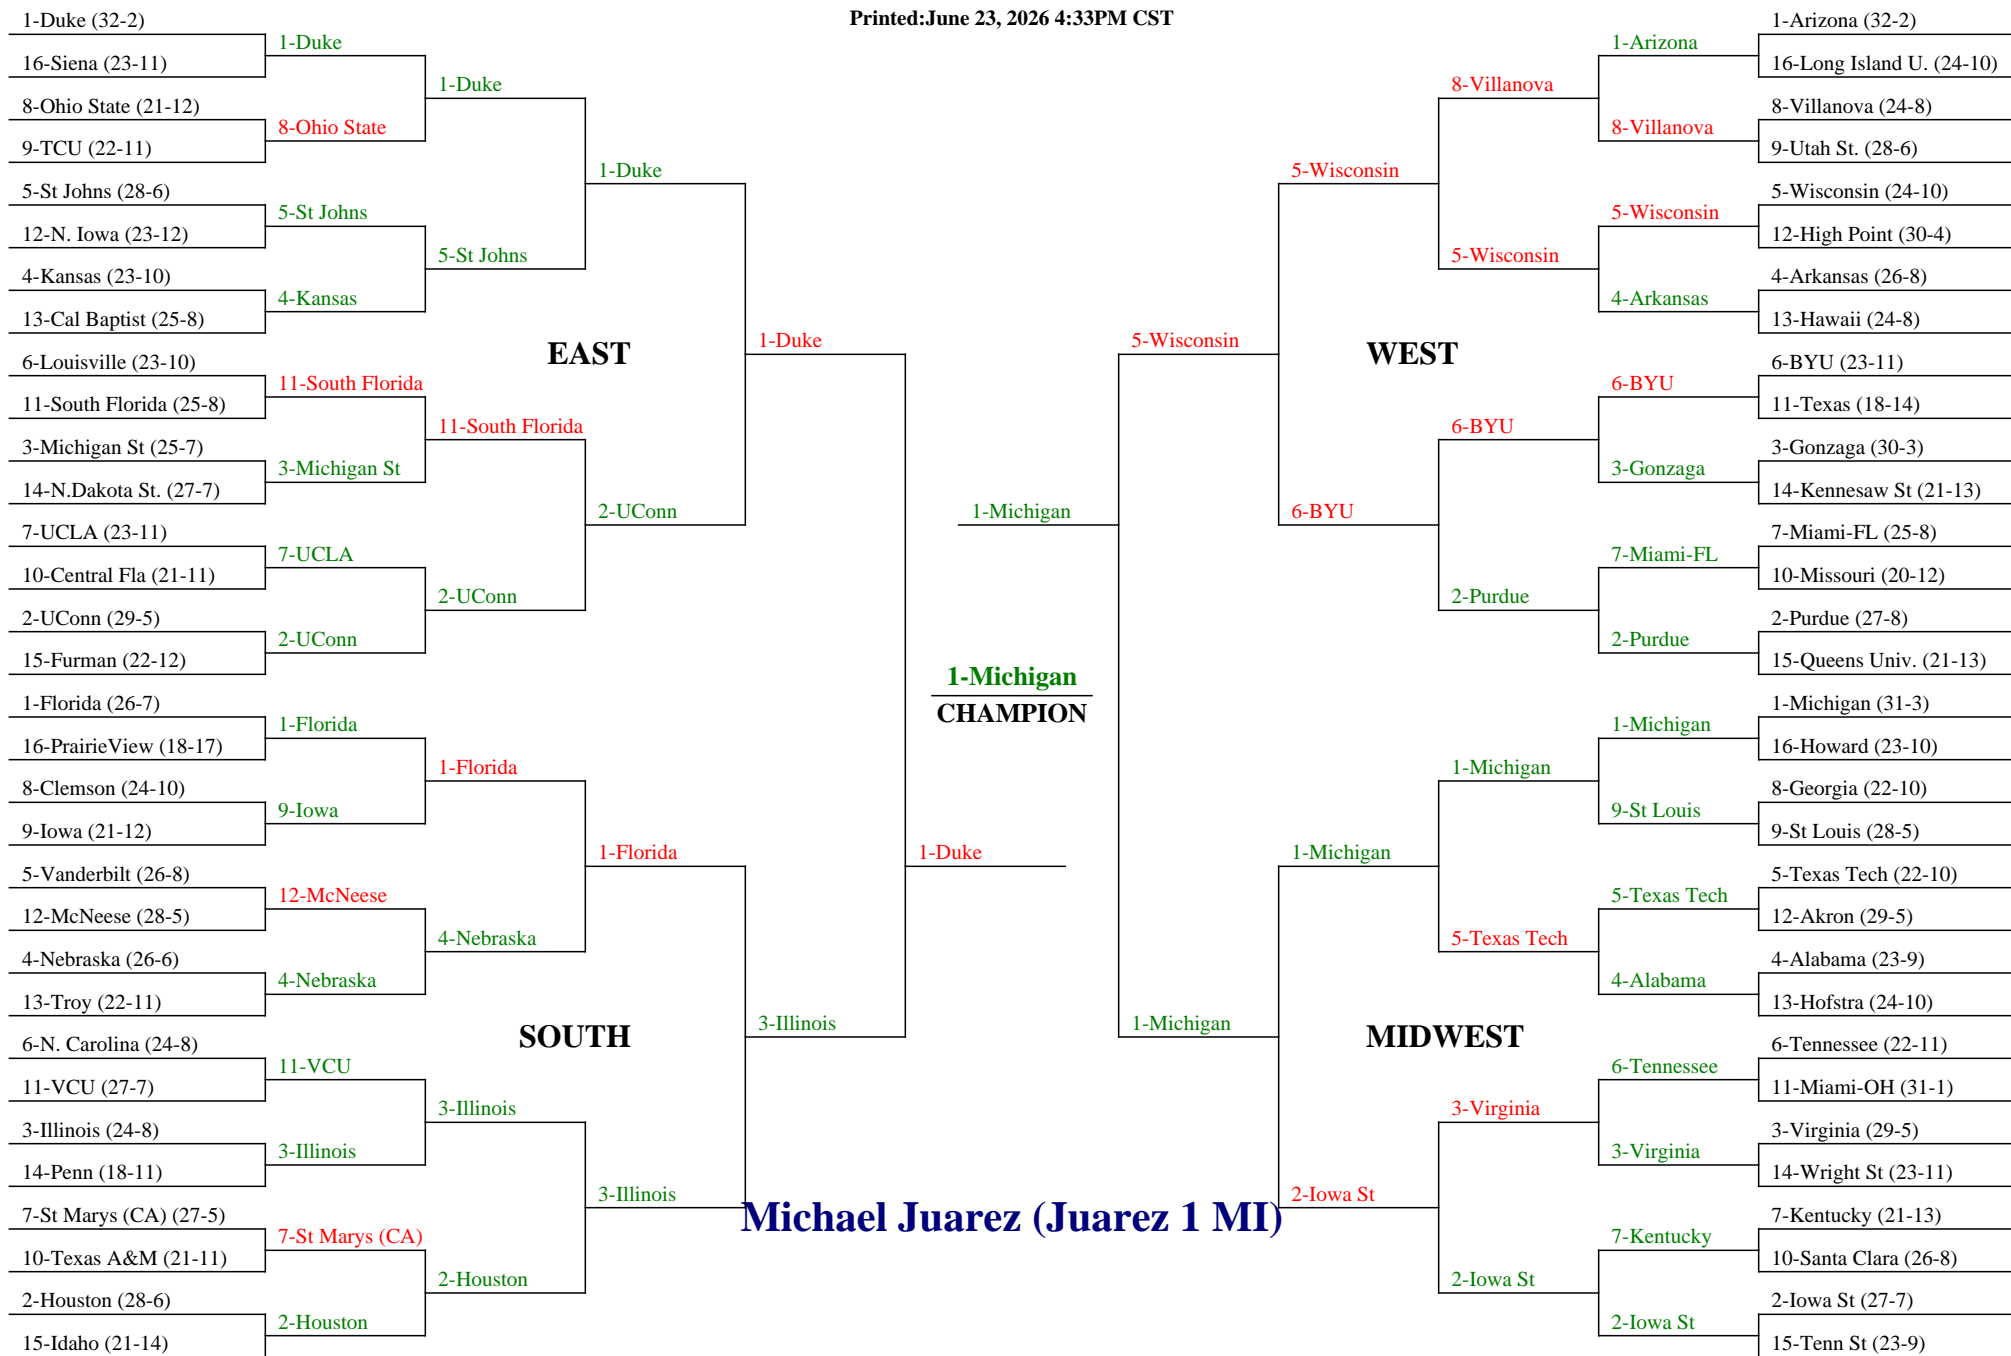 Printed:June 23, 2026 4:33PM CST
1-Duke (32-2)
16-Siena (23-11)
8-Ohio State (21-12)
9-TCU (22-11)
5-St Johns (28-6)
12-N. Iowa (23-12)
4-Kansas (23-10)
13-Cal Baptist (25-8)
6-Louisville (23-10)
11-South Florida (25-8)
3-Michigan St (25-7)
14-N.Dakota St. (27-7)
7-UCLA (23-11)
10-Central Fla (21-11)
2-UConn (29-5)
15-Furman (22-12)
1-Florida (26-7)
16-PrairieView (18-17)
8-Clemson (24-10)
9-Iowa (21-12)
5-Vanderbilt (26-8)
12-McNeese (28-5)
4-Nebraska (26-6)
13-Troy (22-11)
6-N. Carolina (24-8)
11-VCU (27-7)
3-Illinois (24-8)
14-Penn (18-11)
7-St Marys (CA) (27-5)
10-Texas A&M (21-11)
2-Houston (28-6)
15-Idaho (21-14)
1-Duke
8-Ohio State
5-St Johns
4-Kansas
11-South Florida
3-Michigan St
7-UCLA
2-UConn
1-Florida
9-Iowa
12-McNeese
4-Nebraska
11-VCU
3-Illinois
7-St Marys (CA)
2-Houston
1-Duke
5-St Johns
11-South Florida
2-UConn
1-Florida
4-Nebraska
3-Illinois
2-Houston
EAST
SOUTH
1-Duke
2-UConn
1-Florida
3-Illinois
1-Duke
3-Illinois
1-Duke
1-Michigan
1-Michigan
CHAMPION
5-Wisconsin
1-Michigan
5-Wisconsin
6-BYU
1-Michigan
2-Iowa St
WEST
MIDWEST
8-Villanova
5-Wisconsin
6-BYU
2-Purdue
1-Michigan
5-Texas Tech
3-Virginia
2-Iowa St
1-Arizona
8-Villanova
5-Wisconsin
4-Arkansas
6-BYU
3-Gonzaga
7-Miami-FL
2-Purdue
1-Michigan
9-St Louis
5-Texas Tech
4-Alabama
6-Tennessee
3-Virginia
7-Kentucky
2-Iowa St
1-Arizona (32-2)
16-Long Island U. (24-10)
8-Villanova (24-8)
9-Utah St. (28-6)
5-Wisconsin (24-10)
12-High Point (30-4)
4-Arkansas (26-8)
13-Hawaii (24-8)
6-BYU (23-11)
11-Texas (18-14)
3-Gonzaga (30-3)
14-Kennesaw St (21-13)
7-Miami-FL (25-8)
10-Missouri (20-12)
2-Purdue (27-8)
15-Queens Univ. (21-13)
1-Michigan (31-3)
16-Howard (23-10)
8-Georgia (22-10)
9-St Louis (28-5)
5-Texas Tech (22-10)
12-Akron (29-5)
4-Alabama (23-9)
13-Hofstra (24-10)
6-Tennessee (22-11)
11-Miami-OH (31-1)
3-Virginia (29-5)
14-Wright St (23-11)
7-Kentucky (21-13)
10-Santa Clara (26-8)
2-Iowa St (27-7)
15-Tenn St (23-9)
Michael Juarez (Juarez 1 MI)